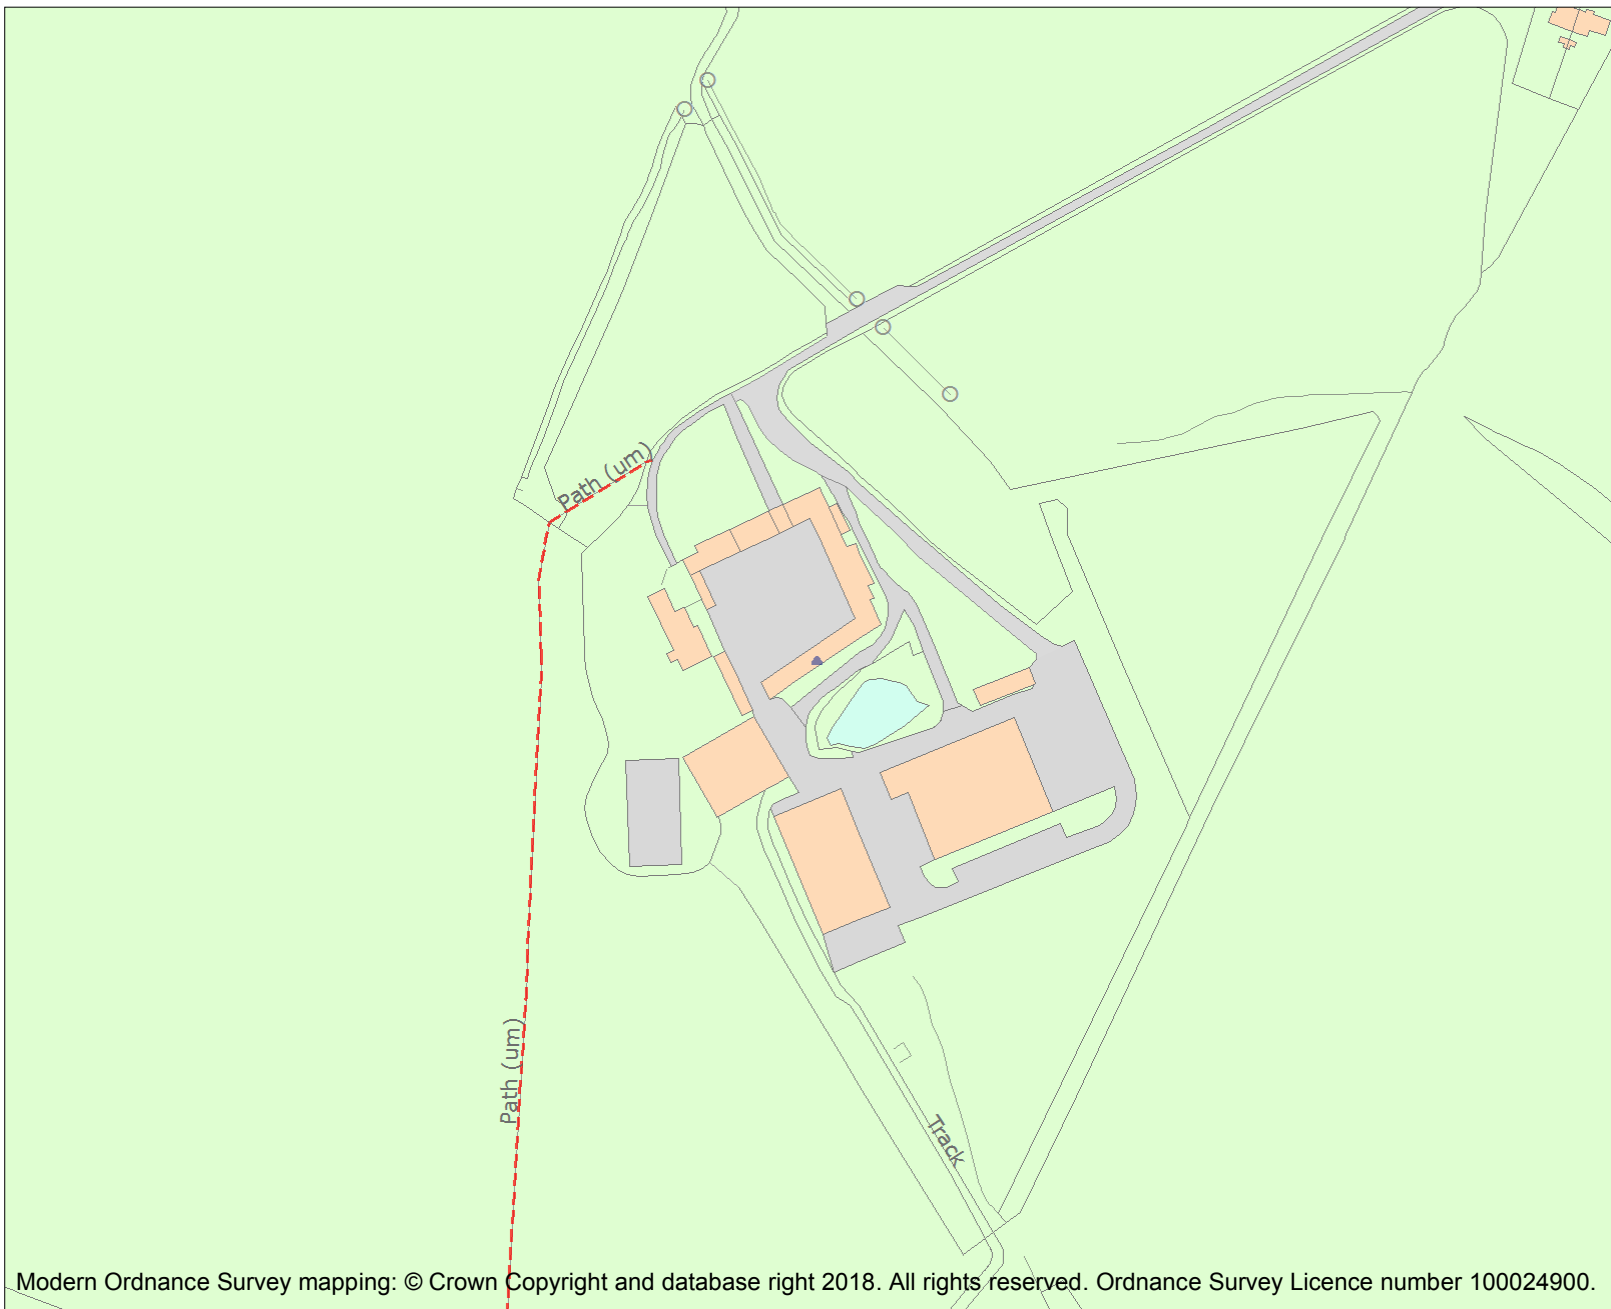 Path (um)
Path (um)
Track
Modern Ordnance Survey mapping: © Crown Copyright and database right 2018. All rights reserved. Ordnance Survey Licence number 100024900.